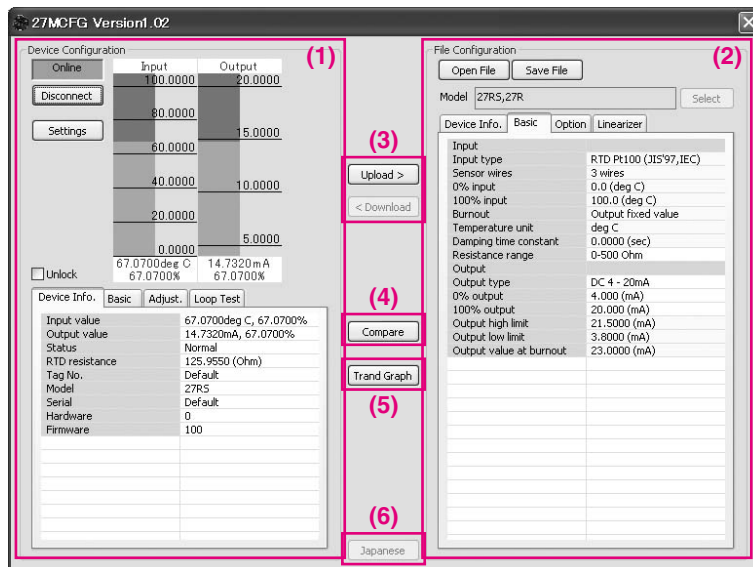 27MCFG Version1.02
Device Configuration
(1)
Online
Disconnect
Settings
Unlock
Input
Output
100.0000
20.0000
80.0000
15.0000
60.0000
40.0000
10.0000
20.0000
5.0000
0.0000
67.0700deg C
14.7320mA
67.0700%
67.0700%
Device Info.
Basic
Adjust.
Loop Test
Input value
67.0700deg C, 67.0700%
Output value
14.7320mA, 67.0700%
Status
Normal
RTD resistance
125.9550 (Ohm)
Tag No.
Default
Model
27RS
Serial
Default
Hardware
0
Firmware
100
(3)
Upload >
< Download
(4)
Compare
Trand Graph
(5)
(6)
Japanese
File Configuration
(2)
Open File
Save File
Model
27RS,27R
Select
Device Info.
Basic
Option
Linearizer
Input
Input type
RTD Pt100 (JIS'97,IEC)
Sensor wires
3 wires
0% input
0.0 (deg C)
100% input
100.0 (deg C)
Burnout
Output fixed value
Temperature unit
deg C
Damping time constant
0.0000 (sec)
Resistance range
0-500 Ohm
Output
Output type
DC 4 - 20mA
0% output
4.000 (mA)
100% output
20.000 (mA)
Output high limit
21.5000 (mA)
Output low limit
3.8000 (mA)
Output value at burnout
23.0000 (mA)